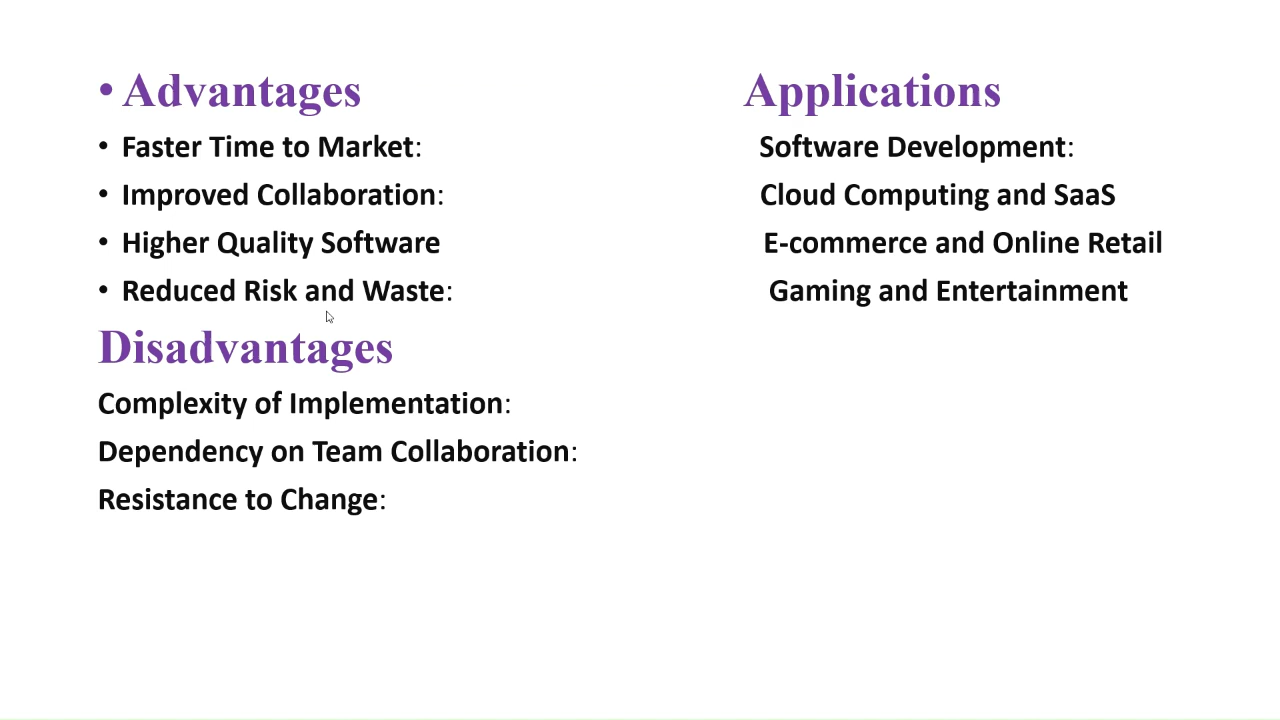 • Advantages
• Faster Time to Market:
• Improved Collaboration:
• Higher Quality Software
• Reduced Risk and Waste:
Disadvantages
Complexity of Implementation:
Dependency on Team Collaboration:
Resistance to Change:
Applications
Software Development:
Cloud Computing and SaaS
E-commerce and Online Retail
Gaming and Entertainment